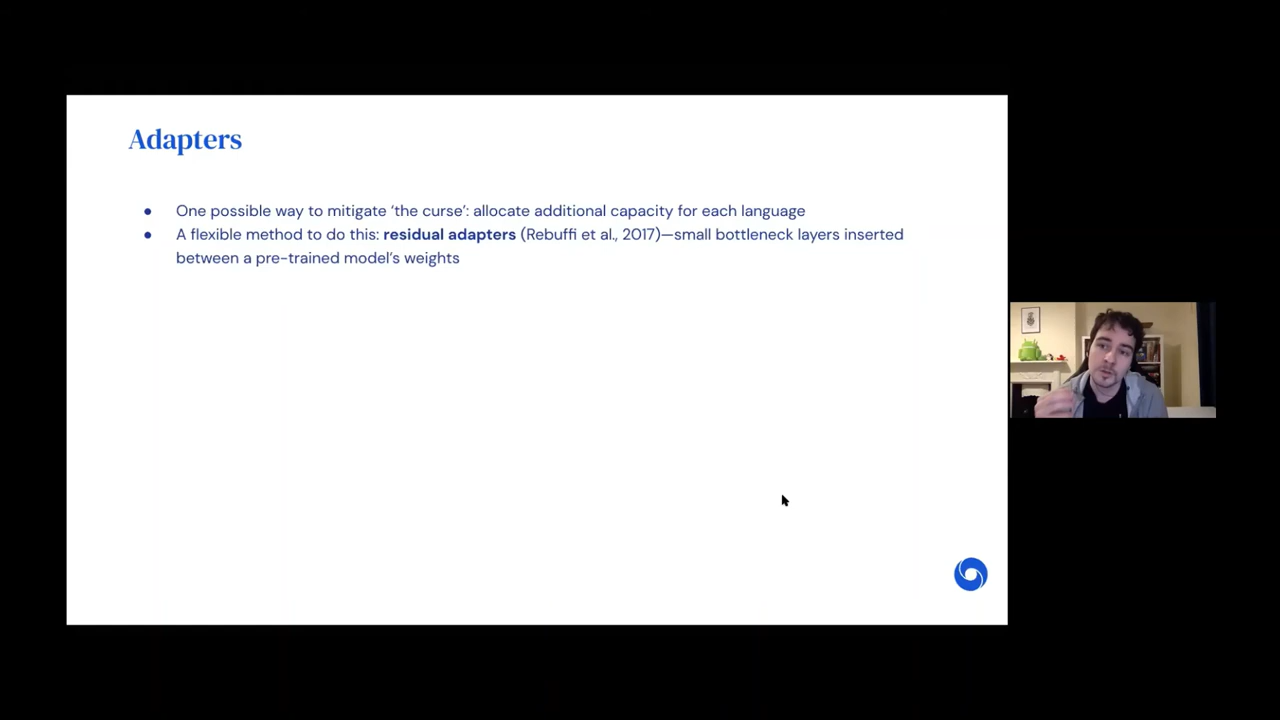 Adapters
● One possible way to mitigate ‘the curse’: allocate additional capacity for each language
● A flexible method to do this: residual adapters (Rebuffi et al., 2017)—small bottleneck layers inserted
between a pre-trained model’s weights